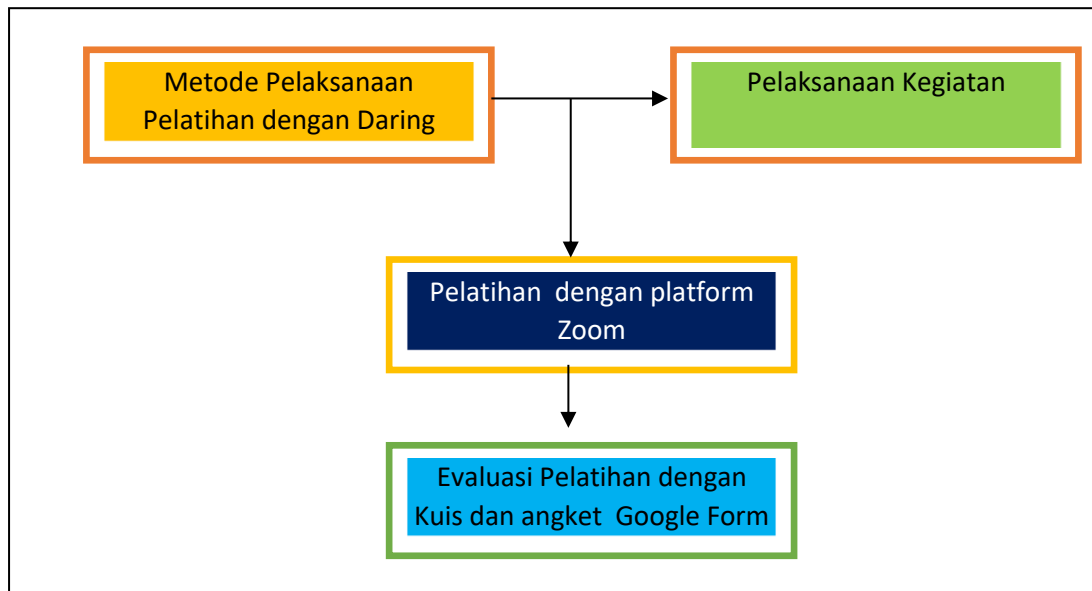 Metode Pelaksanaan
Pelatihan dengan Daring
Pelaksanaan Kegiatan
Pelatihan  dengan platform
Zoom
Evaluasi Pelatihan dengan
Kuis dan angket  Google Form